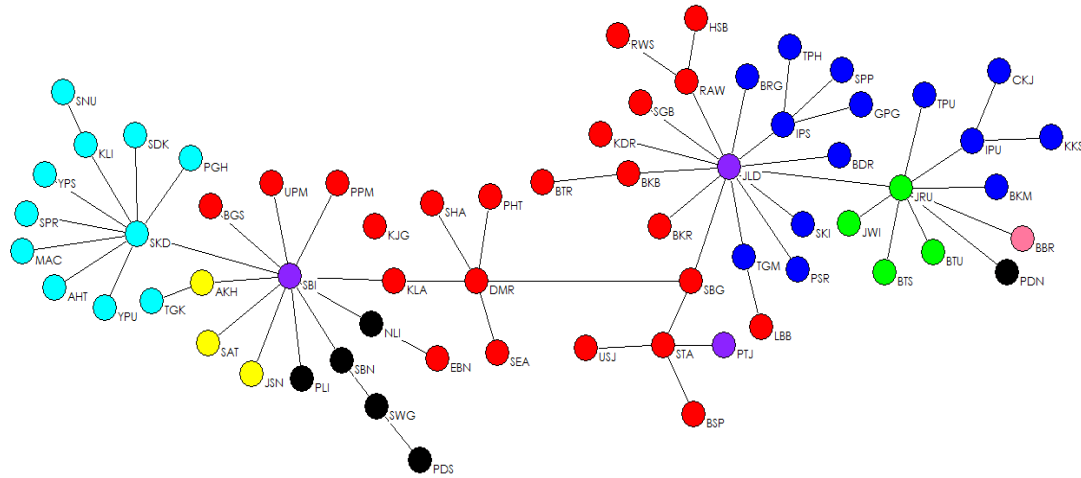 HSB
RWS
TPH
SPP
CKJ
RAW
BRG
SNU
GPG
TPU
SGB
IPS
KLI
SDK
KDR
IPU
KKS
PGH
BDR
YPS
UPM
PPM
BTR
BKB
JLD
JRU
BKM
SPR
BGS
SHA
PHT
SKD
KJG
BKR
SKI
JWI
BBR
MAC
BTU
TGM
PSR
BTS
PDN
AHT
AKH
SBI
KLA
DMR
SBG
YPU
TGK
NLI
LBB
SAT
SBN
EBN
SEA
USJ
STA
PTJ
JSN
PLI
SWG
BSP
PDS